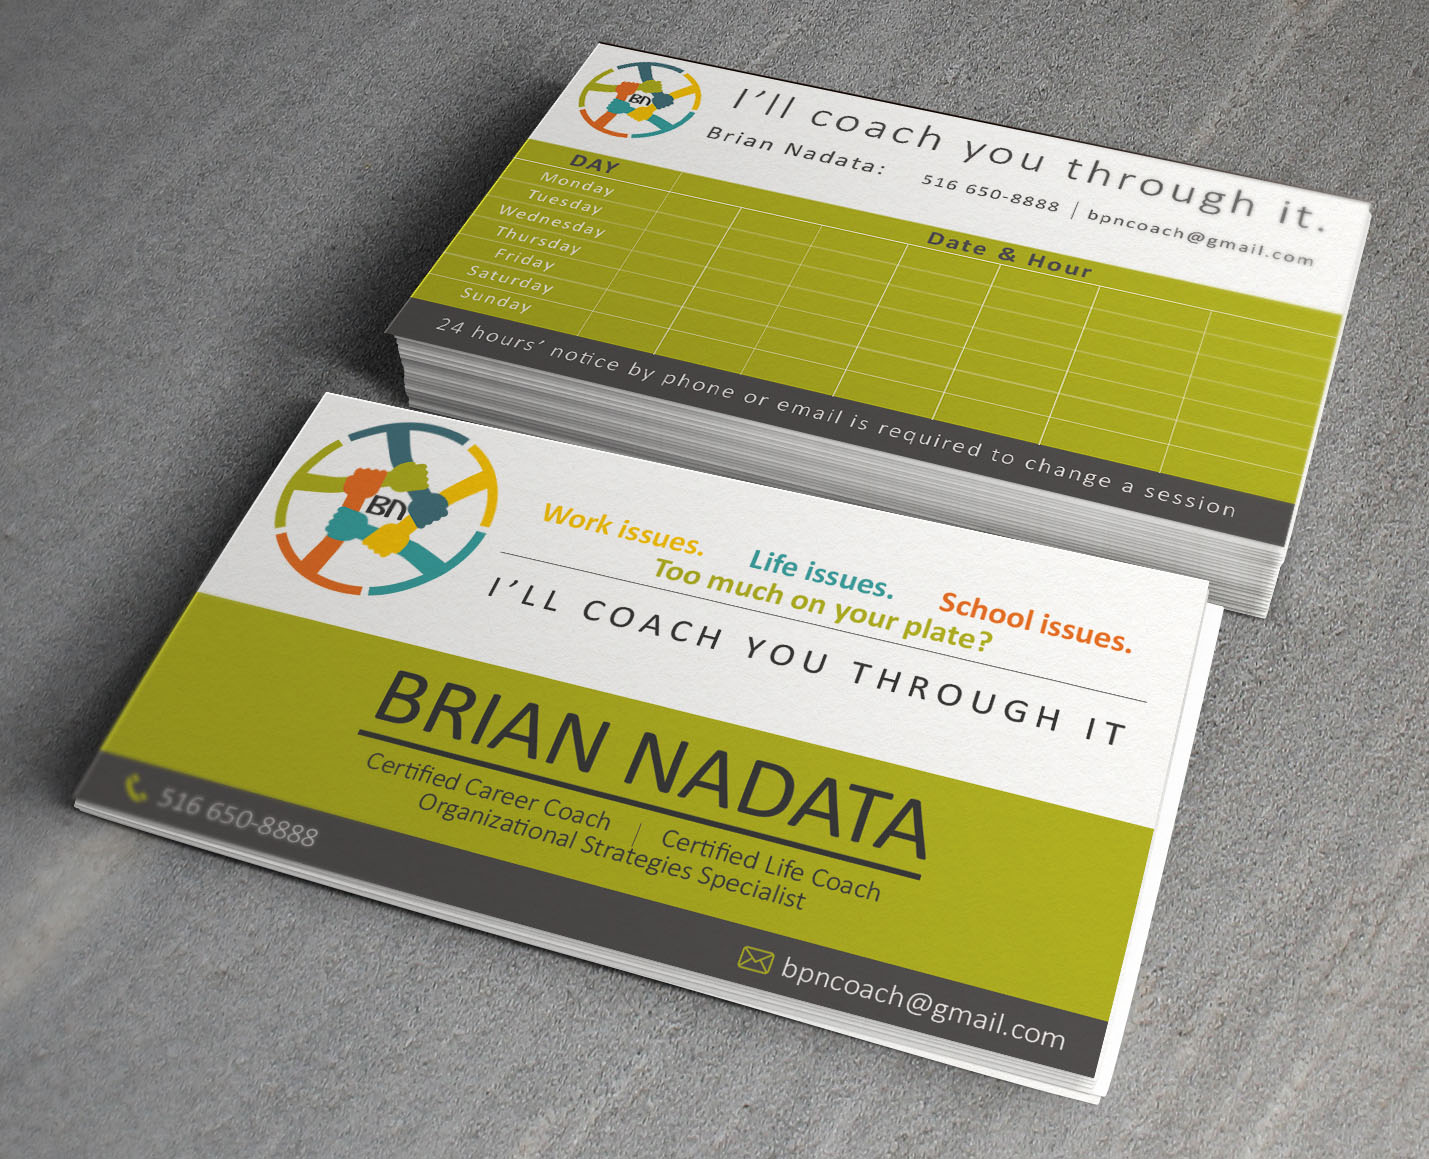 BN
I'll coach you through it.
Brian Nadata: 516 650-8888 | bpncoach@gmail.com
DAY
Date & Hour
Monday
Tuesday
Wednesday
Thursday
Friday
Saturday
Sunday
24 hours' notice by phone or email is required to change a session
BN
Work issues. Life issues. School issues.
Too much on your plate?
I'LL COACH YOU THROUGH IT
BRIAN NADATA
Certified Career Coach | Certified Life Coach
Organizational Strategies Specialist
516 650-8888
bpncoach@gmail.com